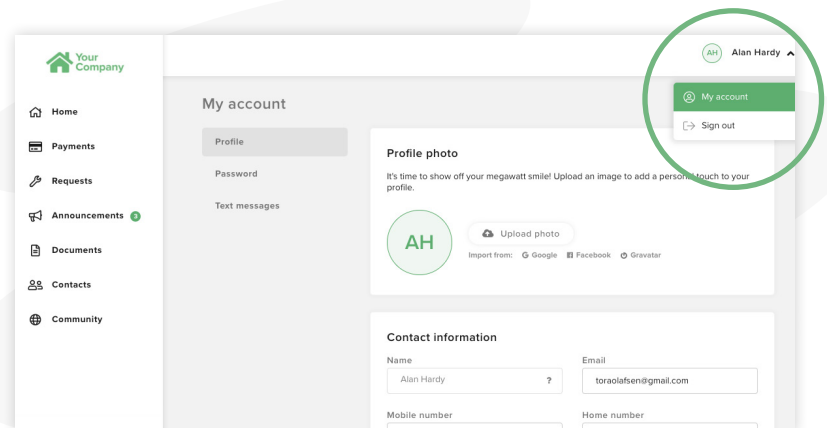 Your
Company
AH
Alan Hardy
My account
Sign out
Home
Payments
Requests
Announcements 3
Documents
Contacts
Community
My account
Profile
Password
Text messages
Profile photo
It's time to show off your megawatt smile! Upload an image to add a personal touch to your
profile.
AH
Upload photo
Import from: G Google Facebook Gravatar
Contact information
Name
Alan Hardy ?
Email
toraolafsen@gmail.com
Mobile number
Home number